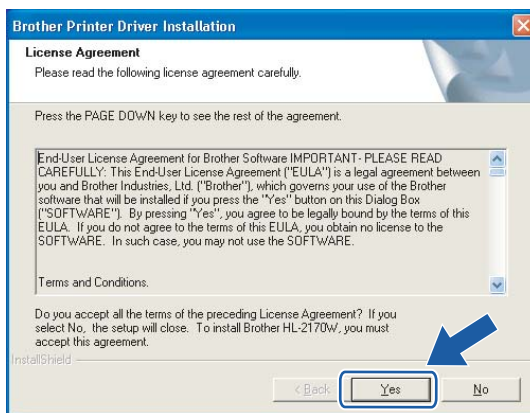 Brother Printer Driver Installation
License Agreement
Please read the following license agreement carefully.
Press the PAGE DOWN key to see the rest of the agreement.
End-User License Agreement for Brother Software IMPORTANT- PLEASE READ
CAREFULLY: This End-User License Agreement ("EULA") is a legal agreement between
you and Brother Industries, Ltd. ("Brother"), which governs your use of the Brother
software that will be installed if you press the "Yes" button on this Dialog Box
("SOFTWARE"). By pressing "Yes", you agree to be legally bound by the terms of this
EULA. If you do not agree to the terms of this EULA, you obtain no license to the
SOFTWARE. In such case, you may not use the SOFTWARE.
Terms and Conditions.
Do you accept all the terms of the preceding License Agreement? If you
select No, the setup will close. To install Brother HL-2170W, you must
accept this agreement.
InstallShield
< Back Yes No